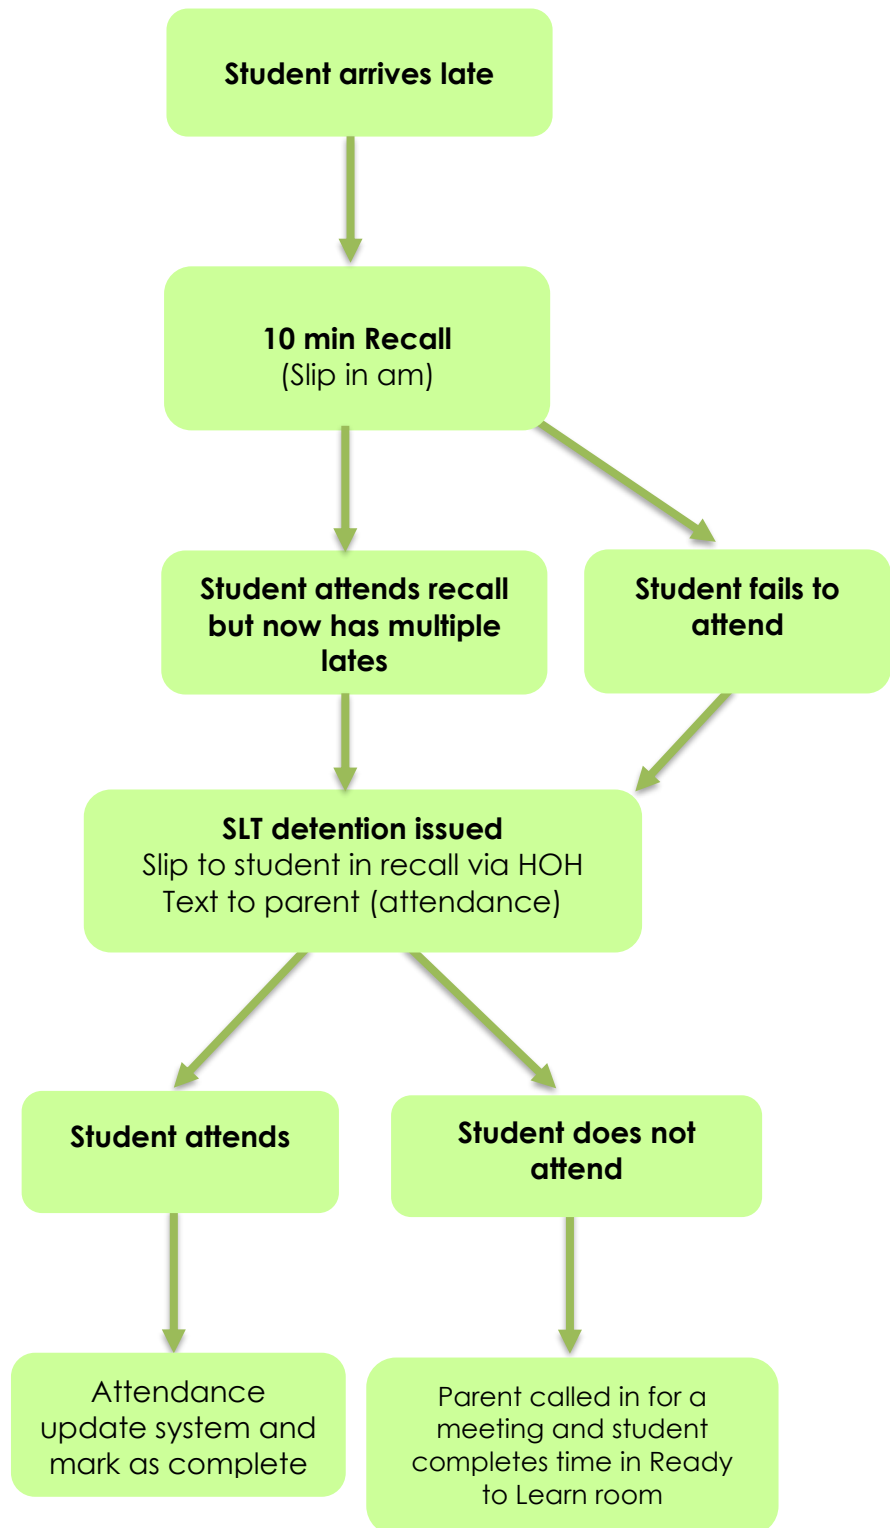 Student arrives late
10 min Recall
(Slip in am)
Student attends recall
but now has multiple
lates
Student fails to
attend
SLT detention issued
Slip to student in recall via HOH
Text to parent (attendance)
Student attends
Student does not
attend
Attendance
update system and
mark as complete
Parent called in for a
meeting and student
completes time in Ready
to Learn room